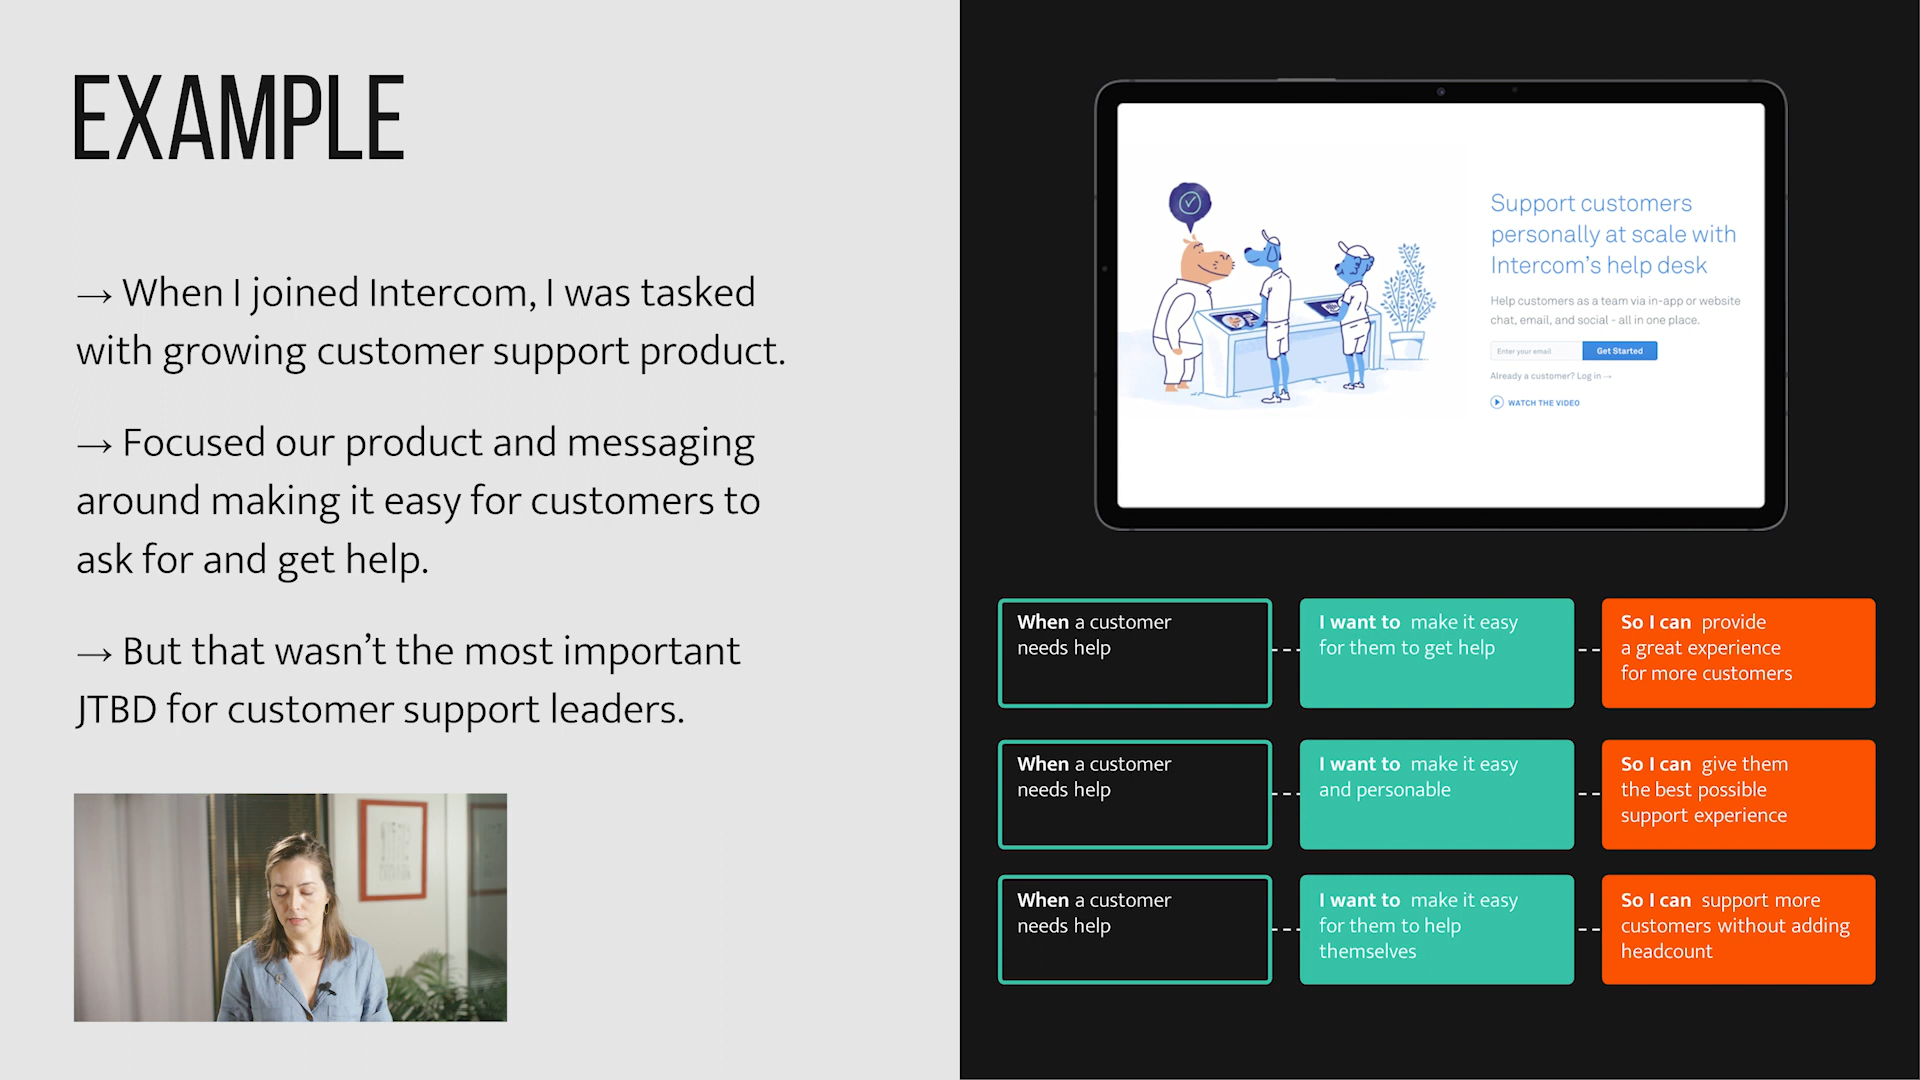 EXAMPLE
→ When I joined Intercom, I was tasked
with growing customer support product.
→ Focused our product and messaging
around making it easy for customers to
ask for and get help.
→ But that wasn’t the most important
JTBD for customer support leaders.
Support customers
personally at scale with
Intercom’s help desk
Help customers as a team via in-app or website
chat, email, and social - all in one place.
Enter your email
Get Started
Already a customer? Log in →
WATCH THE VIDEO
When a customer
needs help
I want to make it easy
for them to get help
So I can provide
a great experience
for more customers
When a customer
needs help
I want to make it easy
and personable
So I can give them
the best possible
support experience
When a customer
needs help
I want to make it easy
for them to help
themselves
So I can support more
customers without adding
headcount